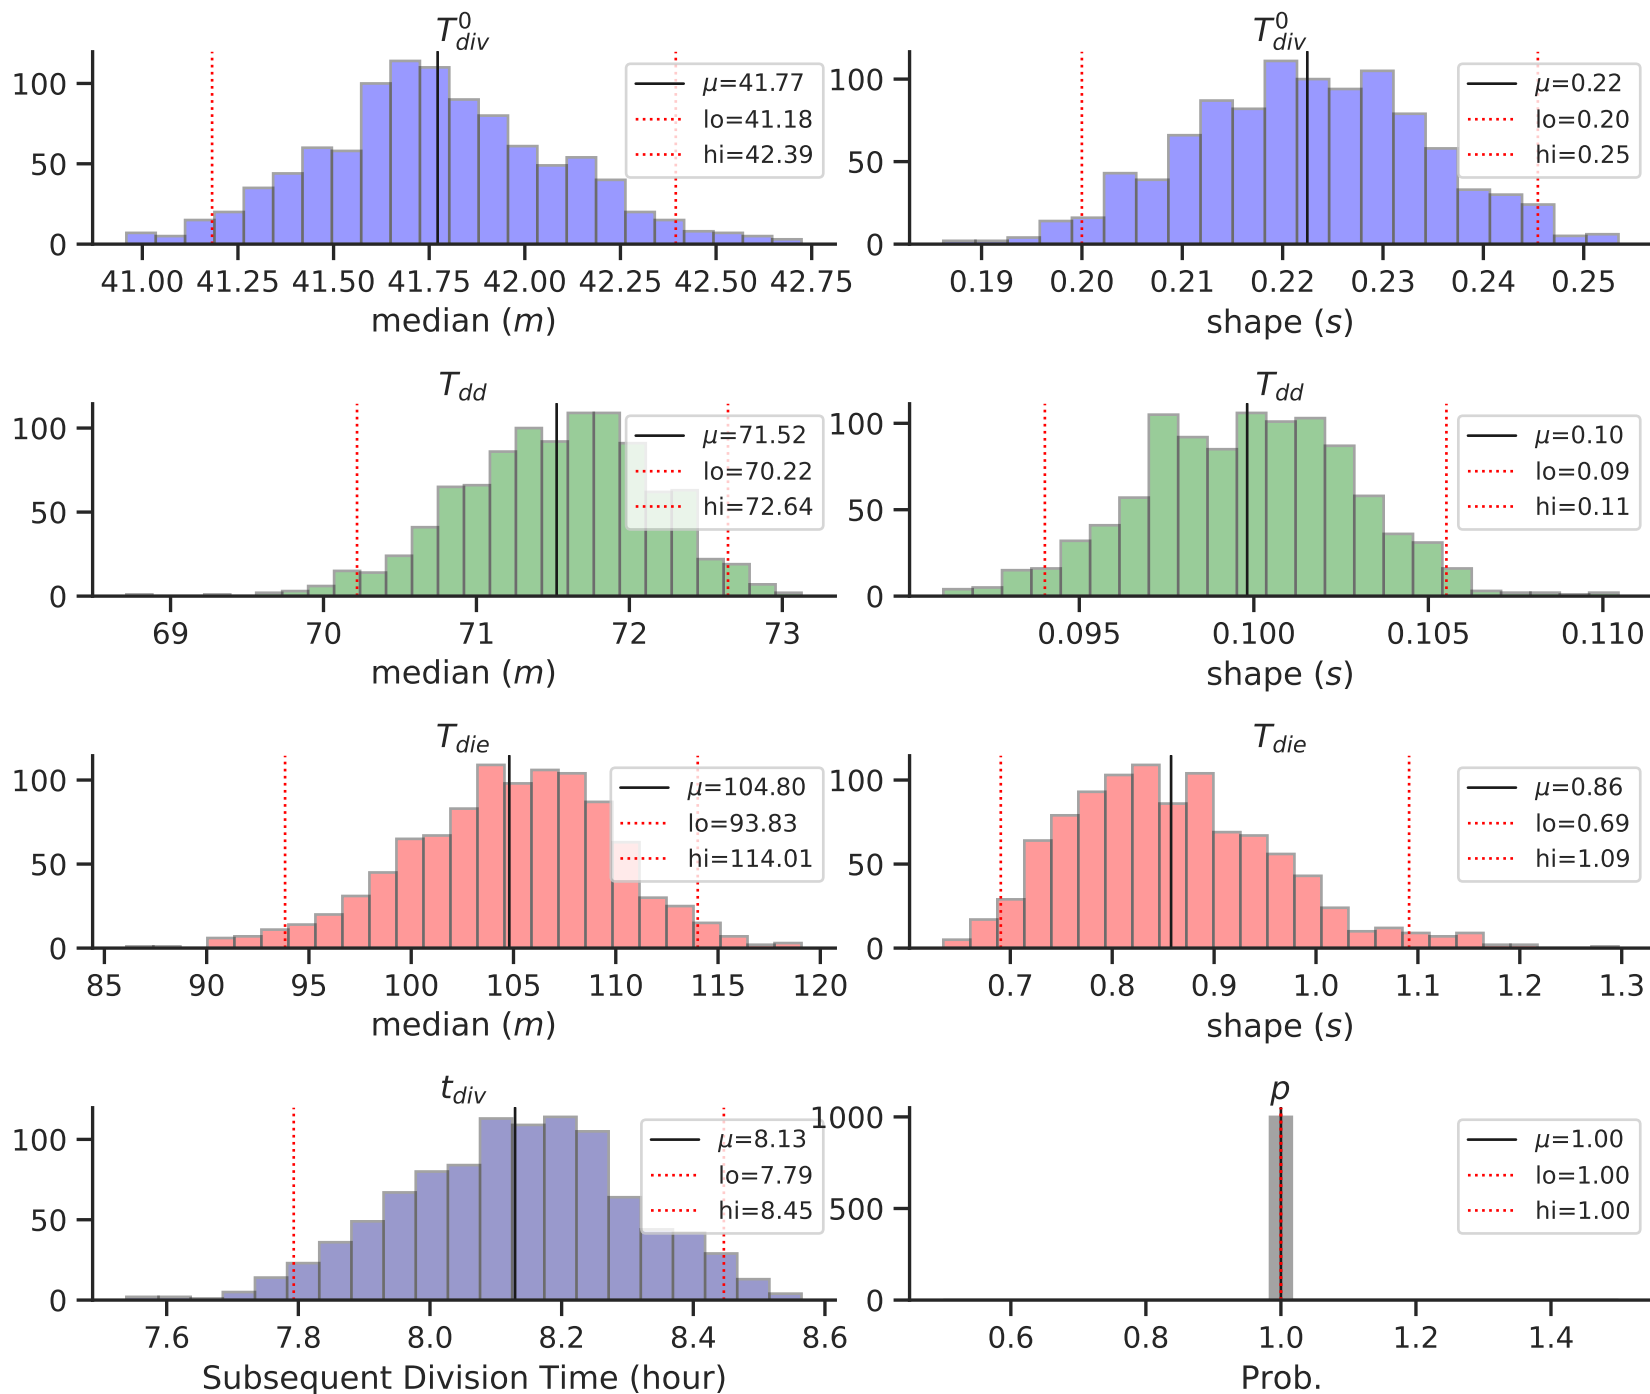 T⁰div
100
50
0
μ=41.77
lo=41.18
hi=42.39
41.00 41.25 41.50 41.75 42.00 42.25 42.50 42.75
median (m)
T⁰div
100
50
0
μ=0.22
lo=0.20
hi=0.25
0.19 0.20 0.21 0.22 0.23 0.24 0.25
shape (s)
Tdd
100
50
0
μ=71.52
lo=70.22
hi=72.64
69 70 71 72 73
median (m)
Tdd
100
50
0
μ=0.10
lo=0.09
hi=0.11
0.095 0.100 0.105 0.110
shape (s)
Tdie
100
50
0
μ=104.80
lo=93.83
hi=114.01
85 90 95 100 105 110 115 120
median (m)
Tdie
100
50
0
μ=0.86
lo=0.69
hi=1.09
0.7 0.8 0.9 1.0 1.1 1.2 1.3
shape (s)
tdiv
100
50
0
μ=8.13
lo=7.79
hi=8.45
7.6 7.8 8.0 8.2 8.4 8.6
Subsequent Division Time (hour)
p
1000
500
0
μ=1.00
lo=1.00
hi=1.00
0.6 0.8 1.0 1.2 1.4
Prob.